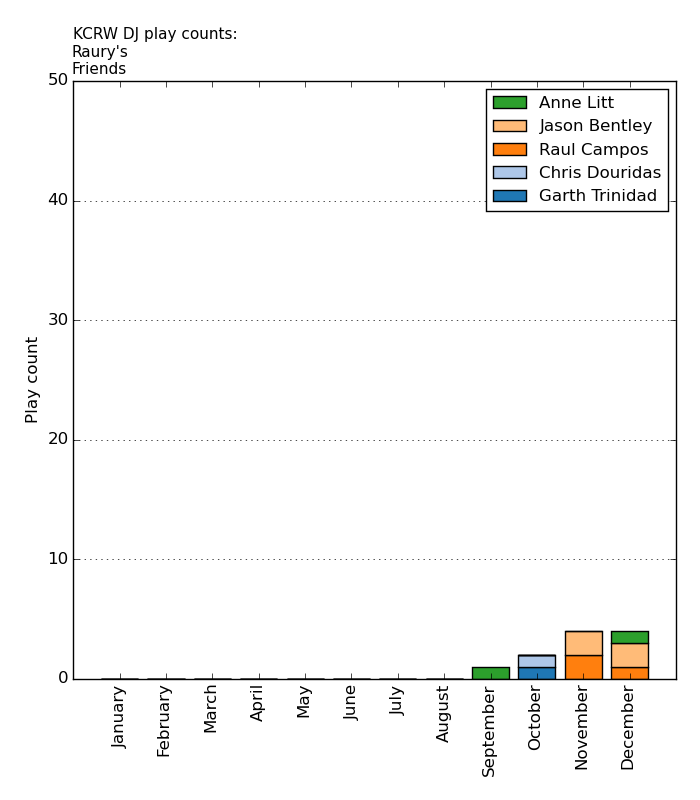 KCRW DJ play counts:
Raury's
Friends
50
40
30
20
10
0
Play count
Anne Litt
Jason Bentley
Raul Campos
Chris Douridas
Garth Trinidad
January
February
March
April
May
June
July
August
September
October
November
December